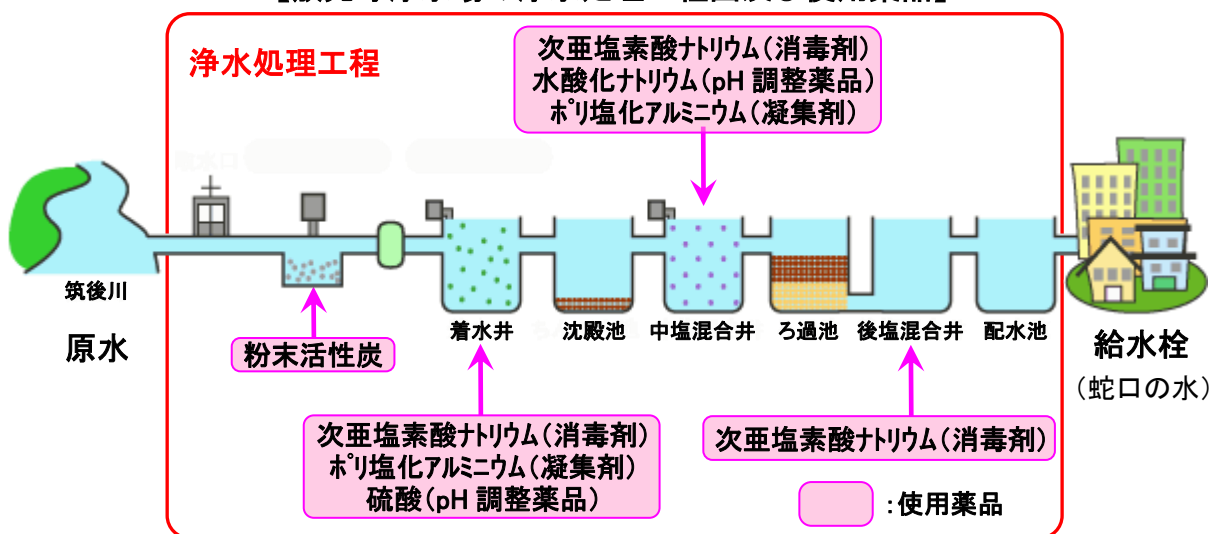 浄水処理工程
次亜塩素酸ナトリウム(消毒剤)
水酸化ナトリウム(pH 調整薬品)
ポリ塩化アルミニウム(凝集剤)
筑後川
原水
粉末活性炭
着水井
沈殿池
中塩混合井
ろ過池
後塩混合井
配水池
給水栓
(蛇口の水)
次亜塩素酸ナトリウム(消毒剤)
ポリ塩化アルミニウム(凝集剤)
硫酸(pH 調整薬品)
次亜塩素酸ナトリウム(消毒剤)
:使用薬品